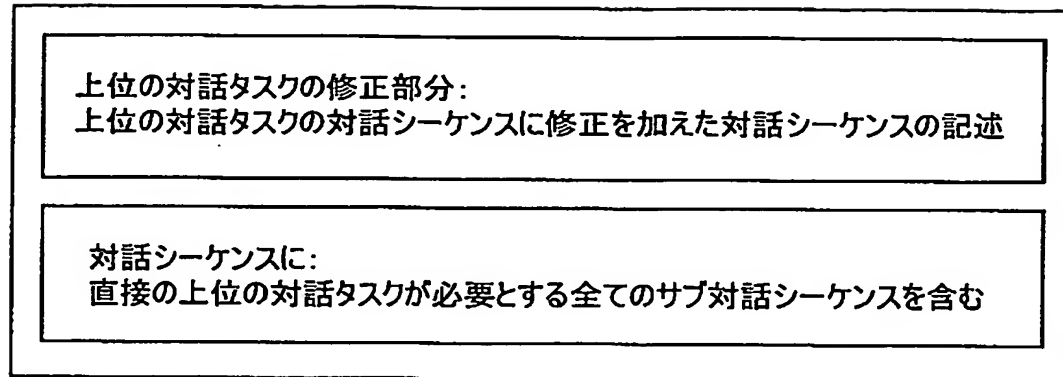 上位の対話タスクの修正部分：
上位の対話タスクの対話シーケンスに修正を加えた対話シーケンスの記述
対話シーケンスに：
直接の上位の対話タスクが必要とする全てのサブ対話シーケンスを含む